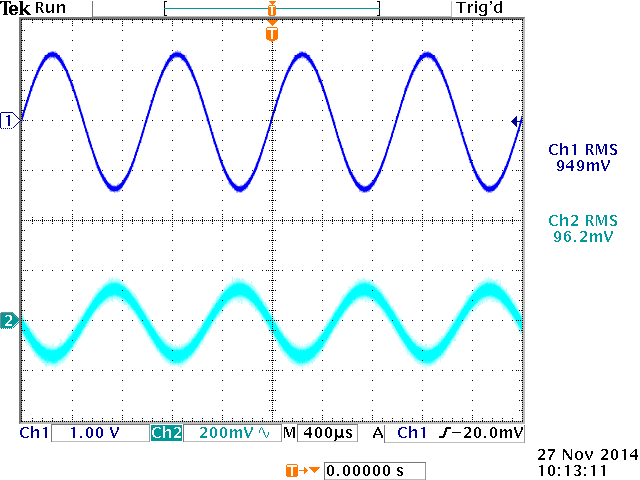 Tek Run Trig'd
T
T
1
Ch1 RMS
949mV
Ch2 RMS
96.2mV
2
Ch1 1.00 V Ch2 200mV∿ M 400µs A Ch1 ʃ −20.0mV
T→▼ 0.00000 s
27 Nov 2014
10:13:11